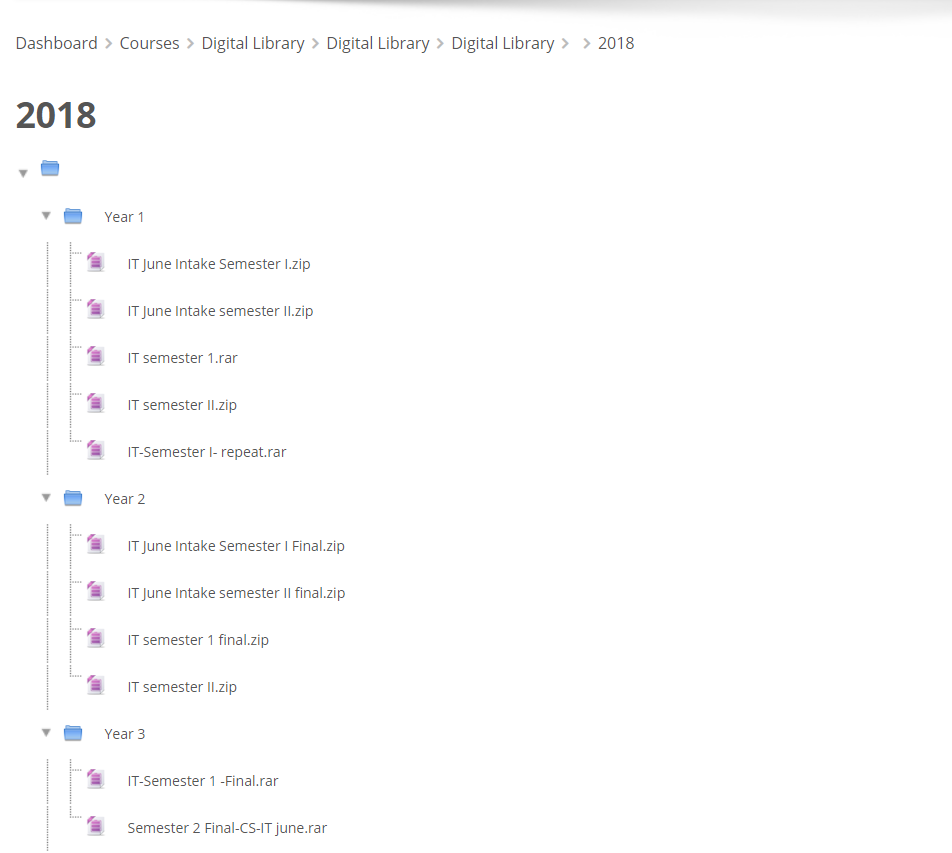 Dashboard > Courses > Digital Library > Digital Library > Digital Library > > 2018
2018
Year 1
IT June Intake Semester I.zip
IT June Intake semester II.zip
IT semester 1.rar
IT semester II.zip
IT-Semester I- repeat.rar
Year 2
IT June Intake Semester I Final.zip
IT June Intake semester II final.zip
IT semester 1 final.zip
IT semester II.zip
Year 3
IT-Semester 1 -Final.rar
Semester 2 Final-CS-IT june.rar